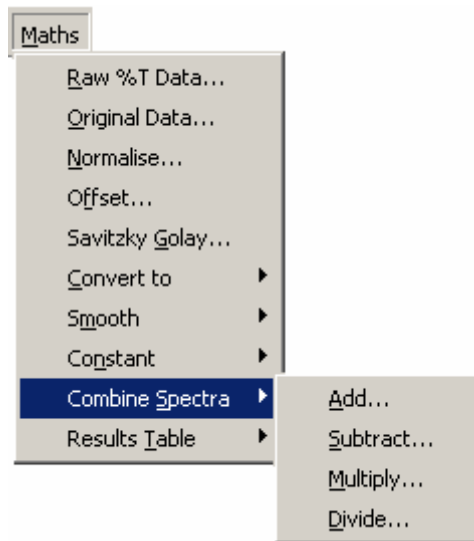 Maths
Raw %T Data...
Original Data...
Normalise...
Offset...
Savitzky Golay...
Convert to
Smooth
Constant
Combine Spectra
Add...
Results Table
Subtract...
Multiply...
Divide...